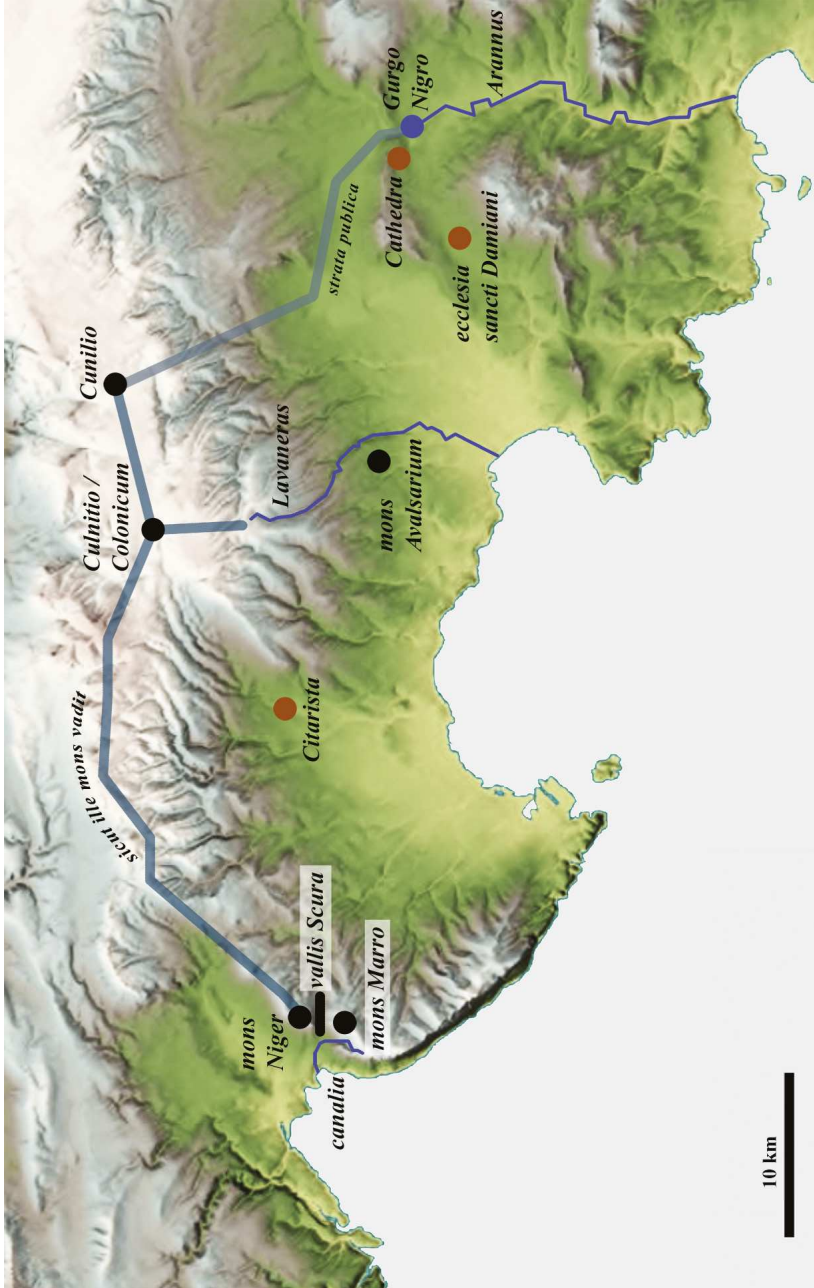 sicut ille mons vadit
Culnitio /
Colonicum
Cunilio
mons
Niger
Lavaneras
vallis Scura
Citarista
strata publica
canalia
mons Marro
mons
Avalsarium
Cathedra
Gurgo
Nigro
ecclesia
sancti Damiani
Arannus
10 km